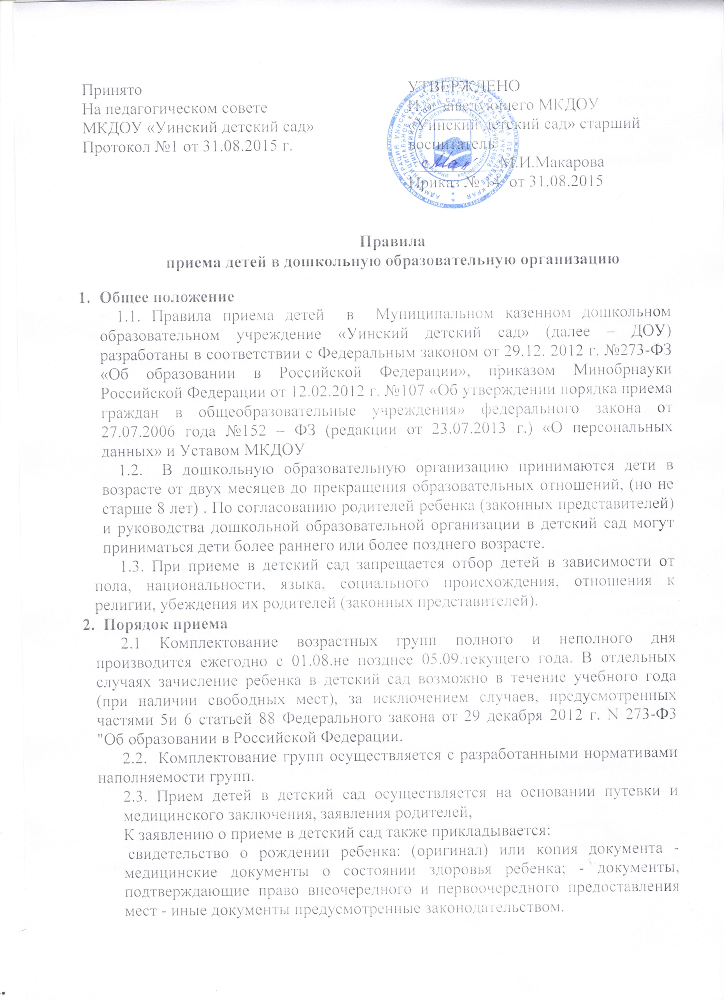 Принято
На педагогическом совете
МКДОУ «Уинский детский сад»
Протокол №1 от 31.08.2015 г.
УТВЕРЖДЕНО
И.о. заведующего МКДОУ
«Уинский детский сад» старший
воспитатель
М.И.Макарова
Приказ № 14 от 31.08.2015
Правила
приема детей в дошкольную образовательную организацию
1. Общее положение
1.1. Правила приема детей в Муниципальном казенном дошкольном
образовательном учреждение «Уинский детский сад» (далее – ДОУ)
разработаны в соответствии с Федеральным законом от 29.12. 2012 г. №273-ФЗ
«Об образовании в Российской Федерации», приказом Минобрнауки
Российской Федерации от 12.02.2012 г. №107 «Об утверждении порядка приема
граждан в общеобразовательные учреждения» федерального закона от
27.07.2006 года №152 – ФЗ (редакции от 23.07.2013 г.) «О персональных
данных» и Уставом МКДОУ
1.2. В дошкольную образовательную организацию принимаются дети в
возрасте от двух месяцев до прекращения образовательных отношений, (но не
старше 8 лет) . По согласованию родителей ребенка (законных представителей)
и руководства дошкольной образовательной организации в детский сад могут
приниматься дети более раннего или более позднего возрасте.
1.3. При приеме в детский сад запрещается отбор детей в зависимости от
пола, национальности, языка, социального происхождения, отношения к
религии, убеждения их родителей (законных представителей).
2. Порядок приема
2.1 Комплектование возрастных групп полного и неполного дня
производится ежегодно с 01.08.не позднее 05.09.текущего года. В отдельных
случаях зачисление ребенка в детский сад возможно в течение учебного года
(при наличии свободных мест), за исключением случаев, предусмотренных
частями 5и 6 статьей 88 Федерального закона от 29 декабря 2012 г. N 273-ФЗ
"Об образовании в Российской Федерации.
2.2. Комплектование групп осуществляется с разработанными нормативами
наполняемости групп.
2.3. Прием детей в детский сад осуществляется на основании путевки и
медицинского заключения, заявления родителей,
К заявлению о приеме в детский сад также прикладывается:
свидетельство о рождении ребенка: (оригинал) или копия документа -
медицинские документы о состоянии здоровья ребенка; - документы,
подтверждающие право внеочередного и первоочередного предоставления
мест - иные документы предусмотренные законодательством.